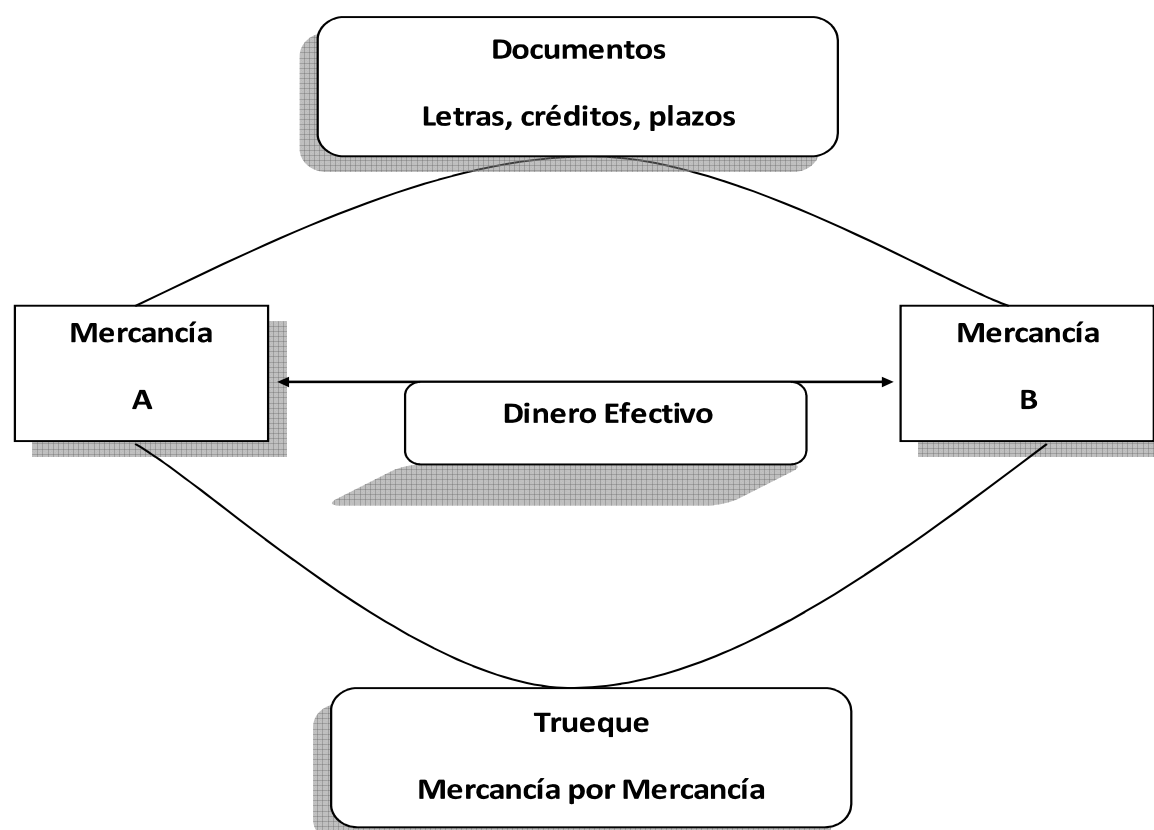 Documentos
Letras, créditos, plazos
Mercancía
A
Mercancía
B
Dinero Efectivo
Trueque
Mercancía por Mercancía